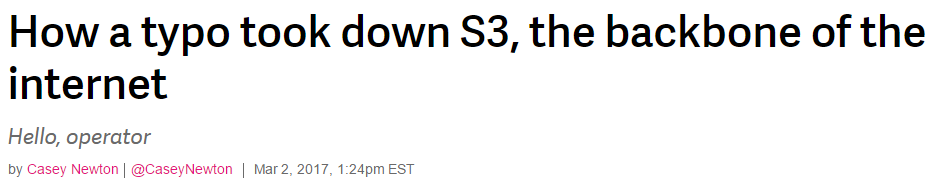 How a typo took down S3, the backbone of the
internet
Hello, operator
by Casey Newton | @CaseyNewton | Mar 2, 2017, 1:24pm EST